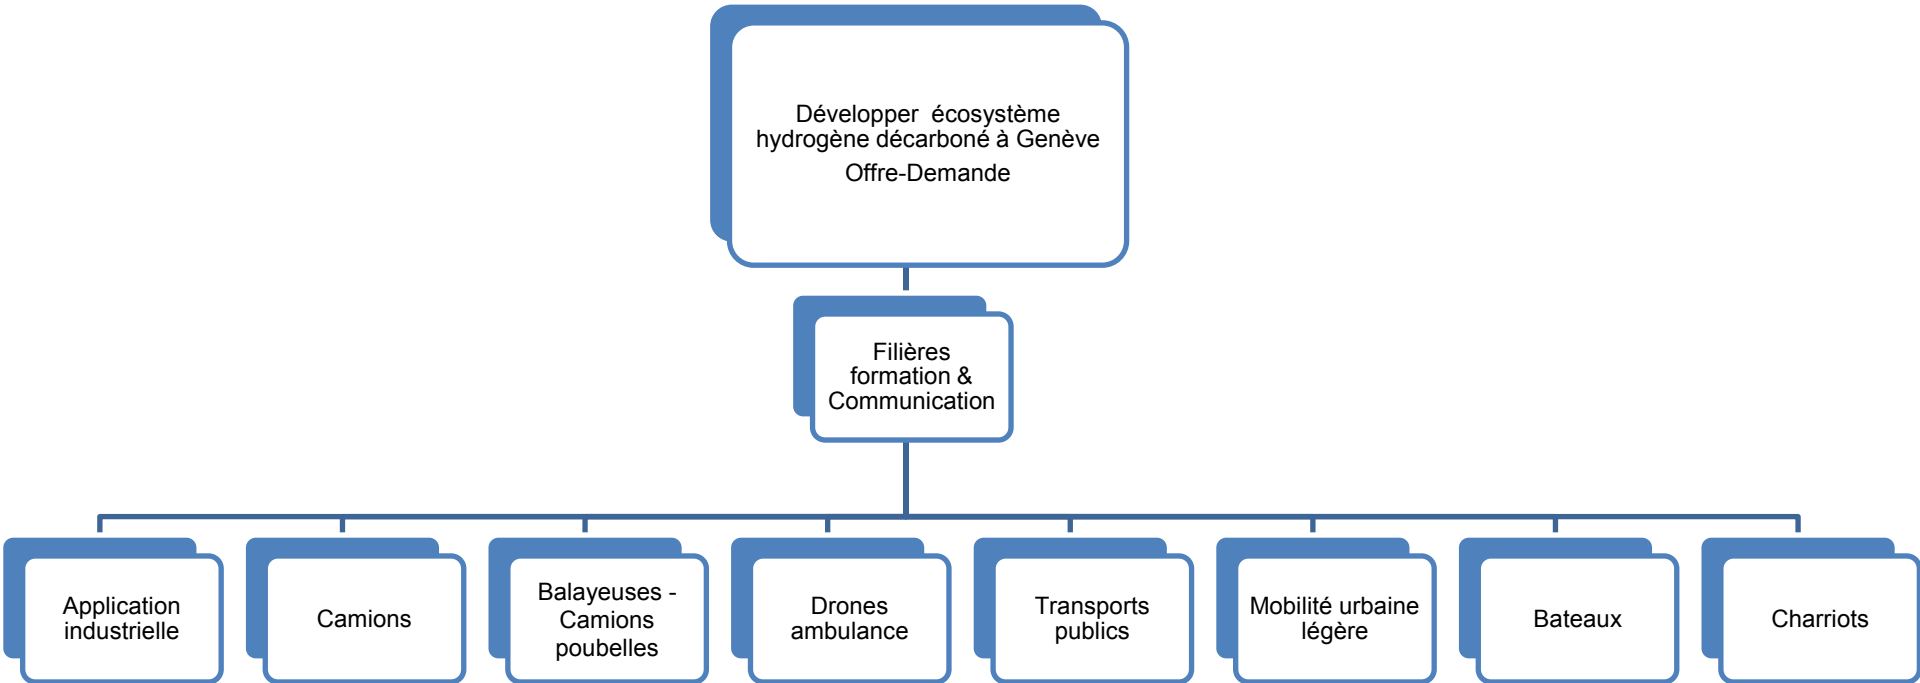 Développer écosystème
hydrogène décarboné à Genève
Offre-Demande
Filières
formation &
Communication
Application
industrielle
Camions
Balayeuses -
Camions
poubelles
Drones
ambulance
Transports
publics
Mobilité urbaine
légère
Bateaux
Charriots